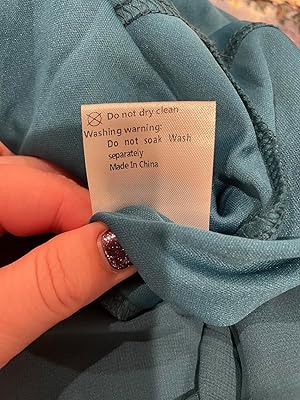 Do not dry clean
Washing warning:
Do not soak Wash
separately
Made In China